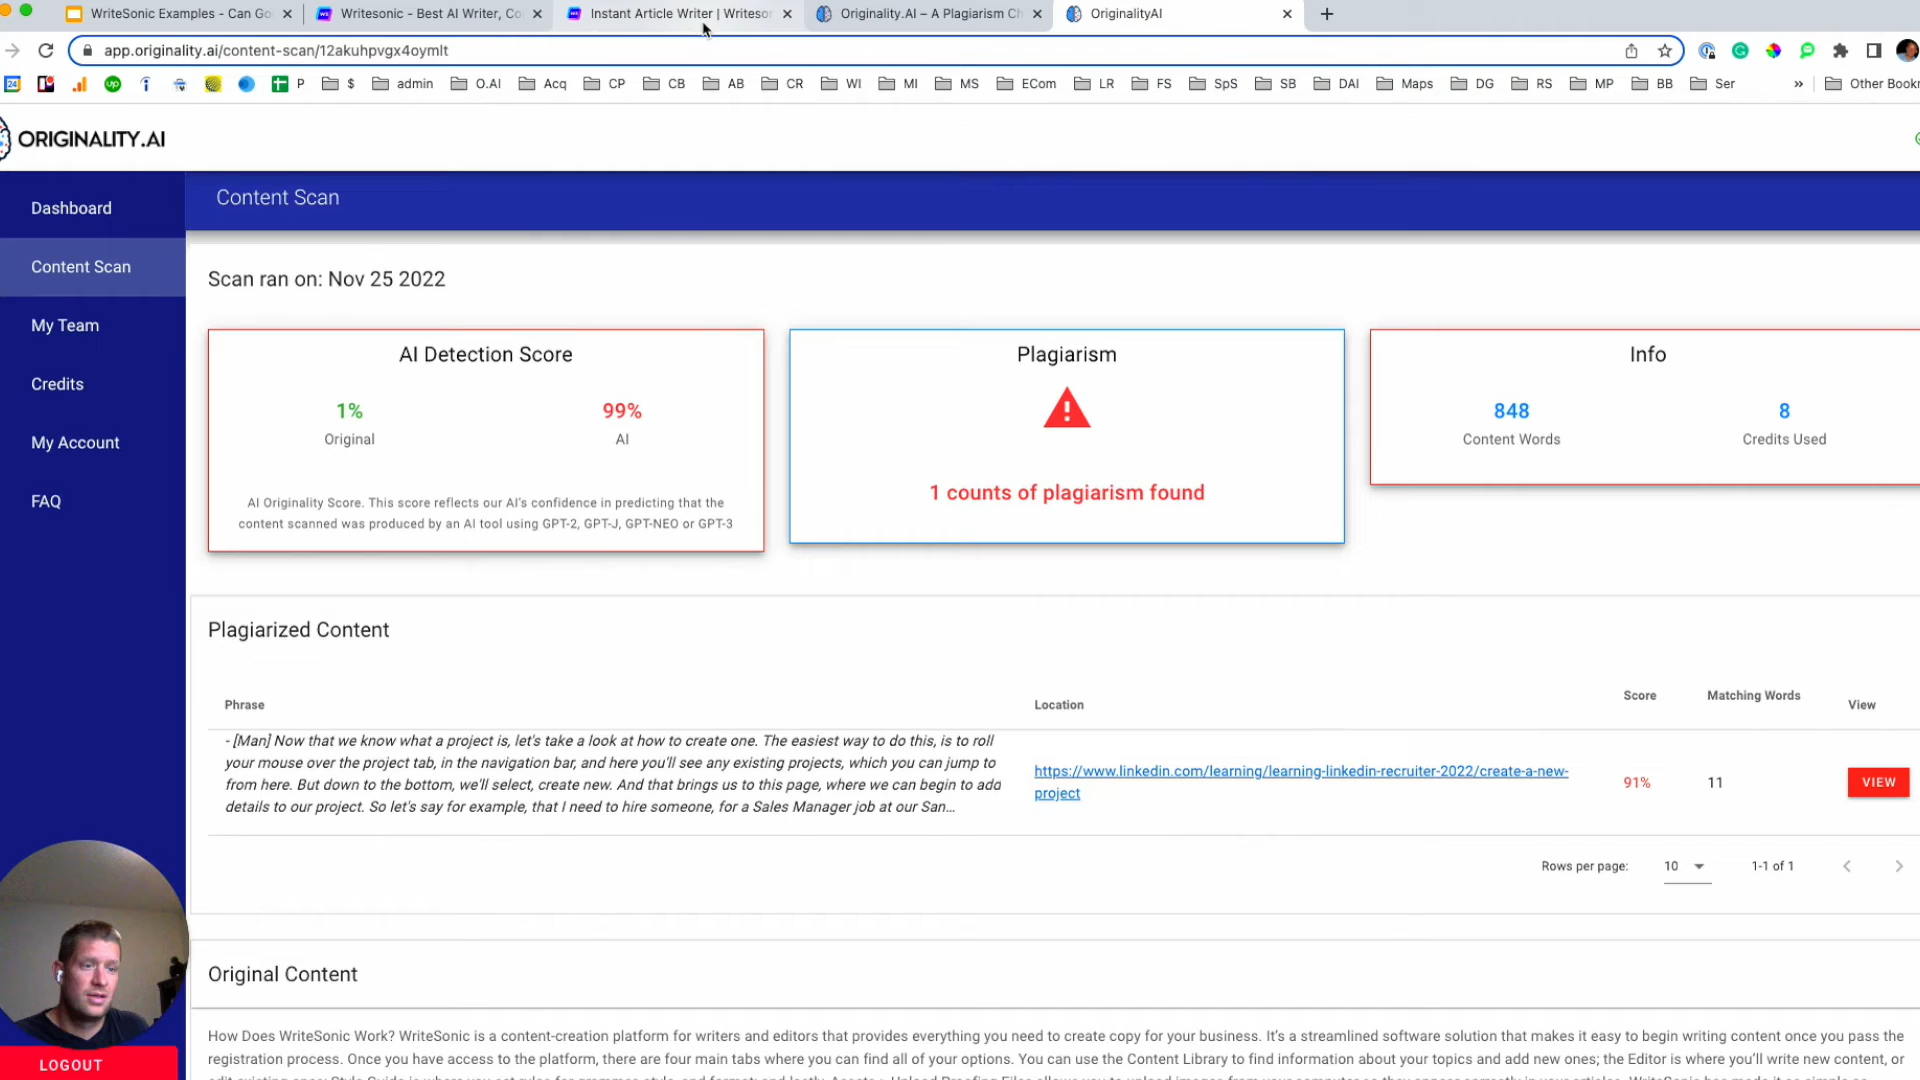 WriteSonic Examples - Can Go
Writesonic - Best AI Writer, Co
Instant Article Writer | Writeson
Originality.AI – A Plagiarism Ch
OriginalityAI
app.originality.ai/content-scan/12akuhpvgx4oymlt
24
up
P
$
admin
O.AI
Acq
CP
CB
AB
CR
WI
MI
MS
ECom
LR
FS
SpS
SB
DAI
Maps
DG
RS
MP
BB
Ser
»
Other Bookm
ORIGINALITY.AI
Dashboard
Content Scan
My Team
Credits
My Account
FAQ
LOGOUT
Content Scan
Scan ran on: Nov 25 2022
AI Detection Score
1%
Original
99%
AI
AI Originality Score. This score reflects our AI's confidence in predicting that the
content scanned was produced by an AI tool using GPT-2, GPT-J, GPT-NEO or GPT-3
Plagiarism
1 counts of plagiarism found
Info
848
Content Words
8
Credits Used
Plagiarized Content
Phrase
Location
Score
Matching Words
View
- [Man] Now that we know what a project is, let's take a look at how to create one. The easiest way to do this, is to roll
your mouse over the project tab, in the navigation bar, and here you'll see any existing projects, which you can jump to
from here. But down to the bottom, we'll select, create new. And that brings us to this page, where we can begin to add
details to our project. So let's say for example, that I need to hire someone, for a Sales Manager job at our San...
https://www.linkedin.com/learning/learning-linkedin-recruiter-2022/create-a-new-
project
91%
11
VIEW
Rows per page:
10
1-1 of 1
Original Content
How Does WriteSonic Work? WriteSonic is a content-creation platform for writers and editors that provides everything you need to create copy for your business. It's a streamlined software solution that makes it easy to begin writing content once you pass the
registration process. Once you have access to the platform, there are four main tabs where you can find all of your options. You can use the Content Library to find information about your topics and add new ones; the Editor is where you'll write new content, or